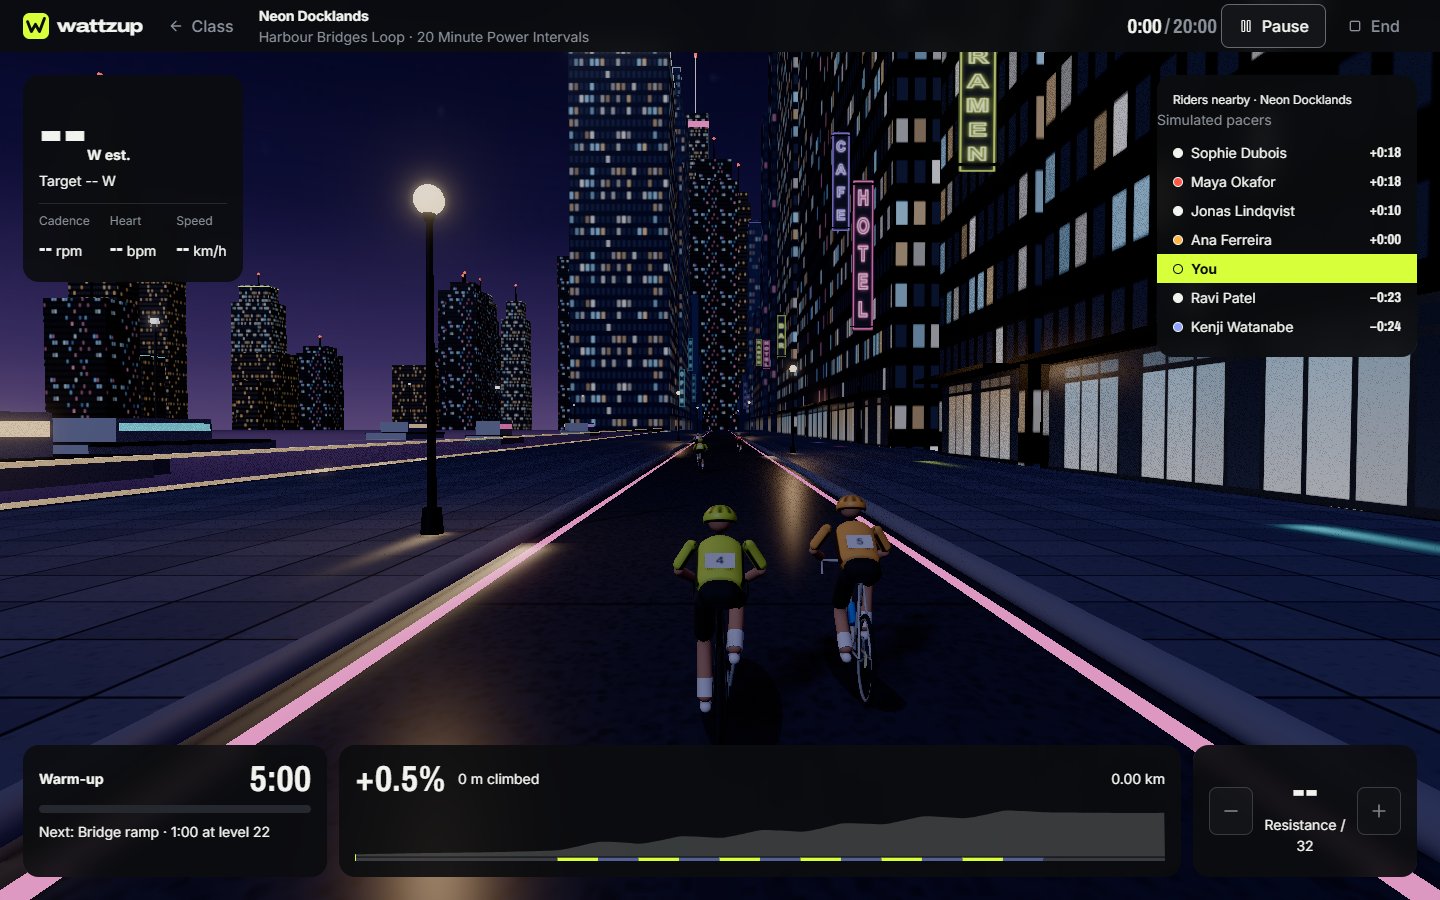 wattzup
Class
Neon Docklands
Harbour Bridges Loop · 20 Minute Power Intervals
0:00 / 20:00
Pause
End
-- W est.
Target -- W
Cadence Heart Speed
-- rpm -- bpm -- km/h
Riders nearby · Neon Docklands
Simulated pacers
Sophie Dubois +0:18
Maya Okafor +0:18
Jonas Lindqvist +0:10
Ana Ferreira +0:00
You
Ravi Patel −0:23
Kenji Watanabe −0:24
RAMEN
CAFE
HOTEL
4
5
Warm-up 5:00
Next: Bridge ramp · 1:00 at level 22
+0.5% 0 m climbed 0.00 km
--
Resistance /
32